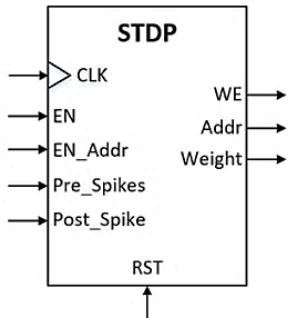 STDP
CLK
EN
EN_Addr
Pre_Spikes
Post_Spike
WE
Addr
Weight
RST